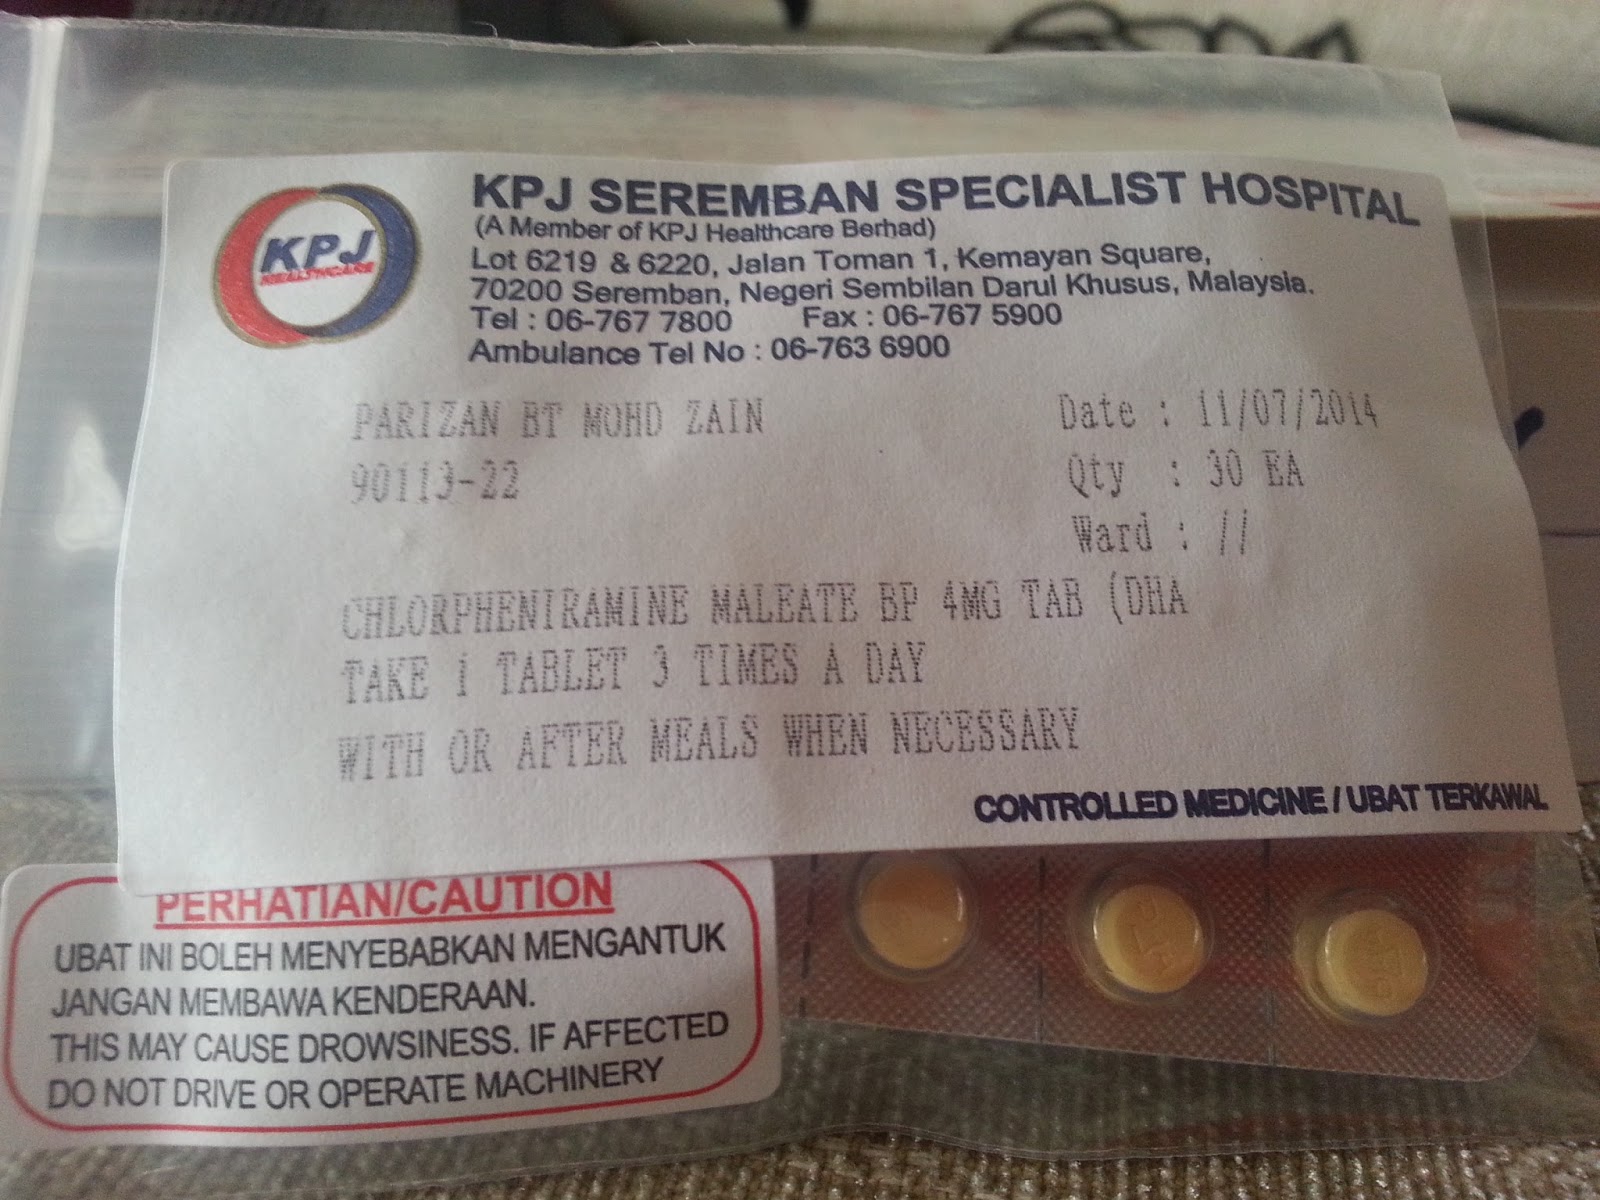 KPJ
HEALTHCARE
KPJ SEREMBAN SPECIALIST HOSPITAL
(A Member of KPJ Healthcare Berhad)
Lot 6219 & 6220, Jalan Toman 1, Kemayan Square,
70200 Seremban, Negeri Sembilan Darul Khusus, Malaysia.
Tel : 06-767 7800 Fax : 06-767 5900
Ambulance Tel No : 06-763 6900
PARIZAN BT MOHD ZAIN Date : 11/07/2014
90113-22 Qty : 30 EA
Ward : //
CHLORPHENIRAMINE MALEATE BP 4MG TAB (DHA
TAKE 1 TABLET 3 TIMES A DAY
WITH OR AFTER MEALS WHEN NECESSARY
CONTROLLED MEDICINE / UBAT TERKAWAL
PERHATIAN/CAUTION
UBAT INI BOLEH MENYEBABKAN MENGANTUK
JANGAN MEMBAWA KENDERAAN.
THIS MAY CAUSE DROWSINESS. IF AFFECTED
DO NOT DRIVE OR OPERATE MACHINERY